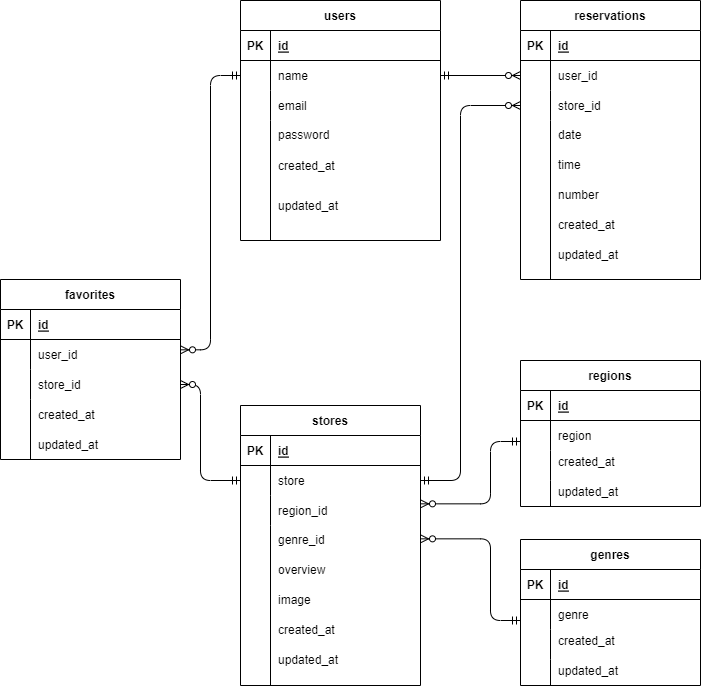 users
PK id
name
email
password
created_at
updated_at
reservations
PK id
user_id
store_id
date
time
number
created_at
updated_at
favorites
PK id
user_id
store_id
created_at
updated_at
stores
PK id
store
region_id
genre_id
overview
image
created_at
updated_at
regions
PK id
region
created_at
updated_at
genres
PK id
genre
created_at
updated_at